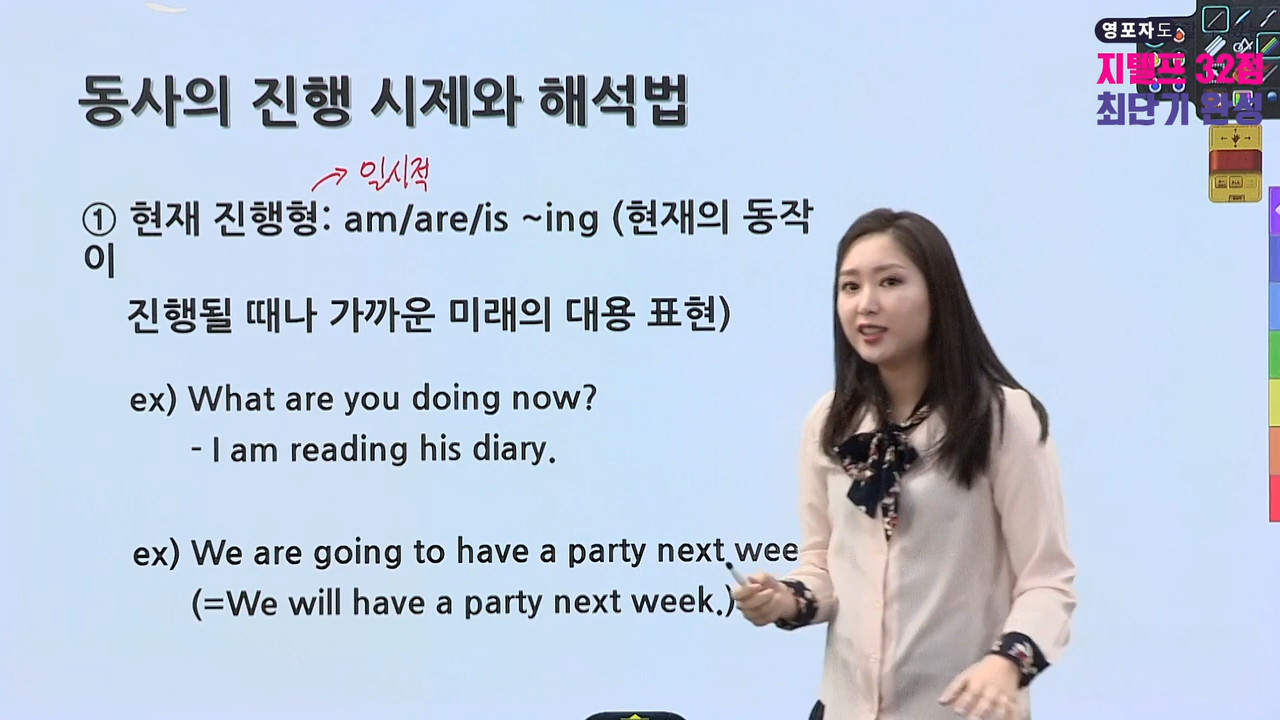 영포자도
지텔프 32점
최단기 완성
동사의 진행 시제와 해석법
일시적
① 현재 진행형: am/are/is ~ing (현재의 동작
이
진행될 때나 가까운 미래의 대용 표현)
ex) What are you doing now?
- I am reading his diary.
ex) We are going to have a party next wee
(=We will have a party next week.)